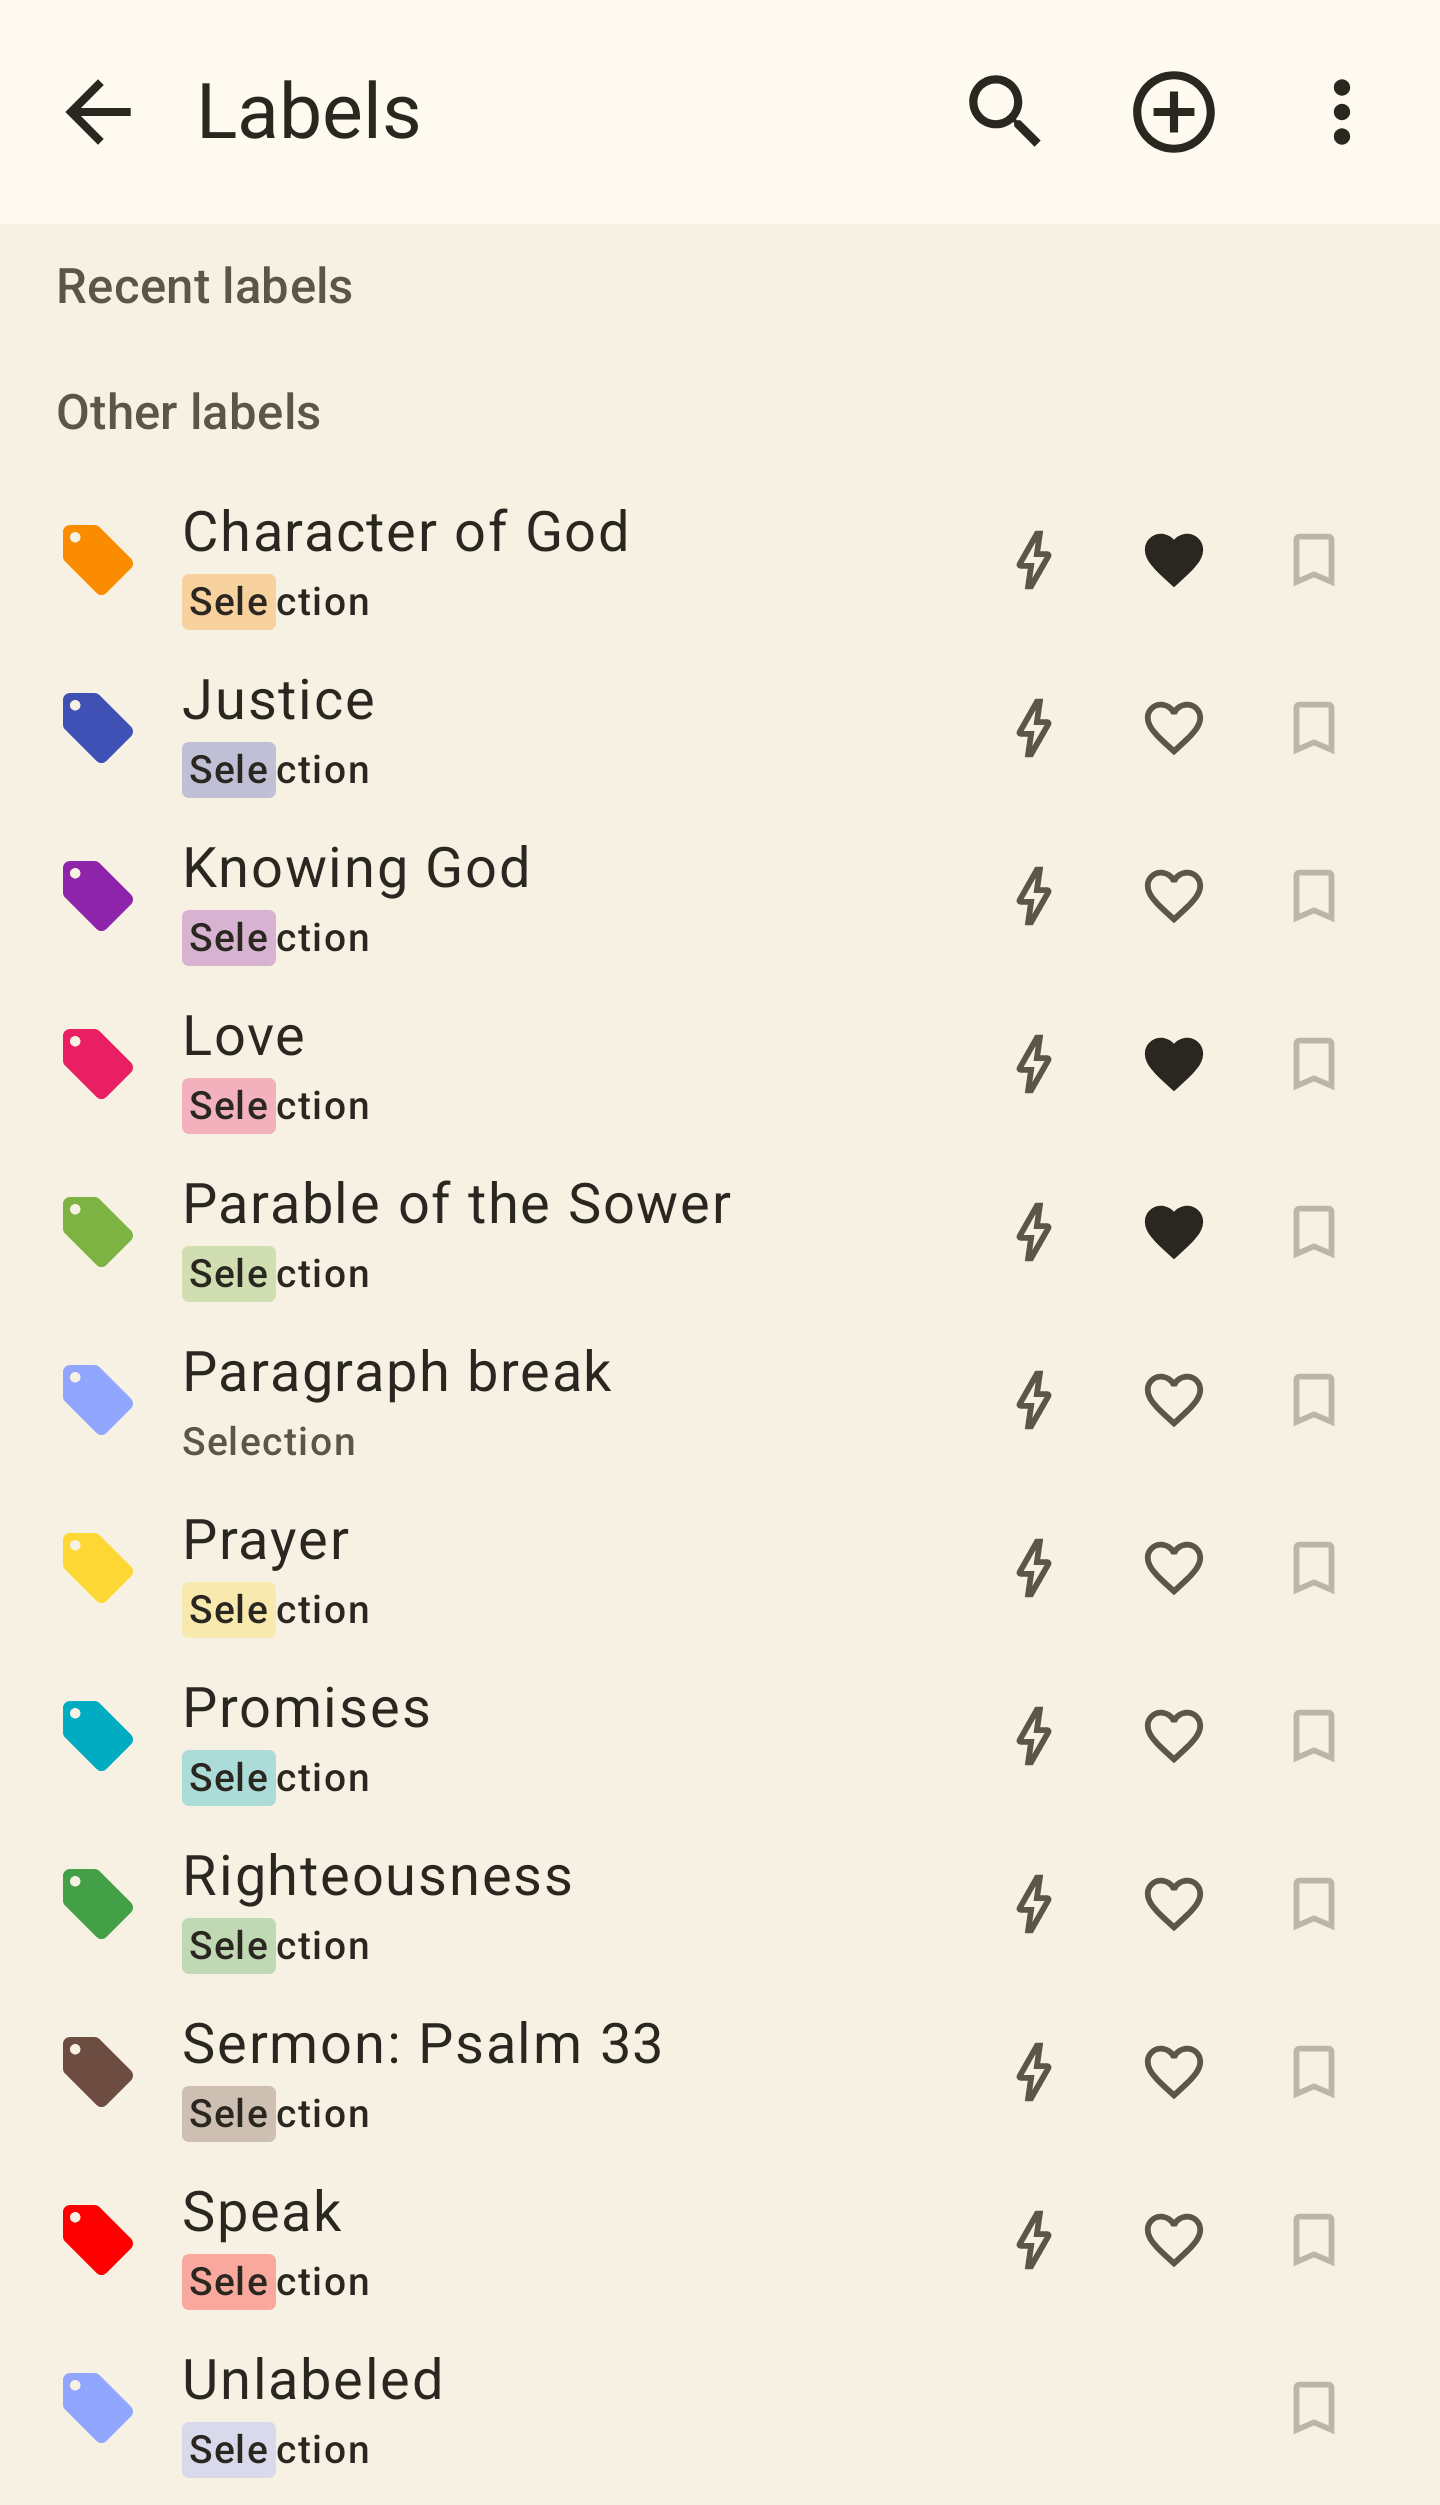 Labels
Recent labels
Other labels
Character of God
Selection
Justice
Selection
Knowing God
Selection
Love
Selection
Parable of the Sower
Selection
Paragraph break
Selection
Prayer
Selection
Promises
Selection
Righteousness
Selection
Sermon: Psalm 33
Selection
Speak
Selection
Unlabeled
Selection